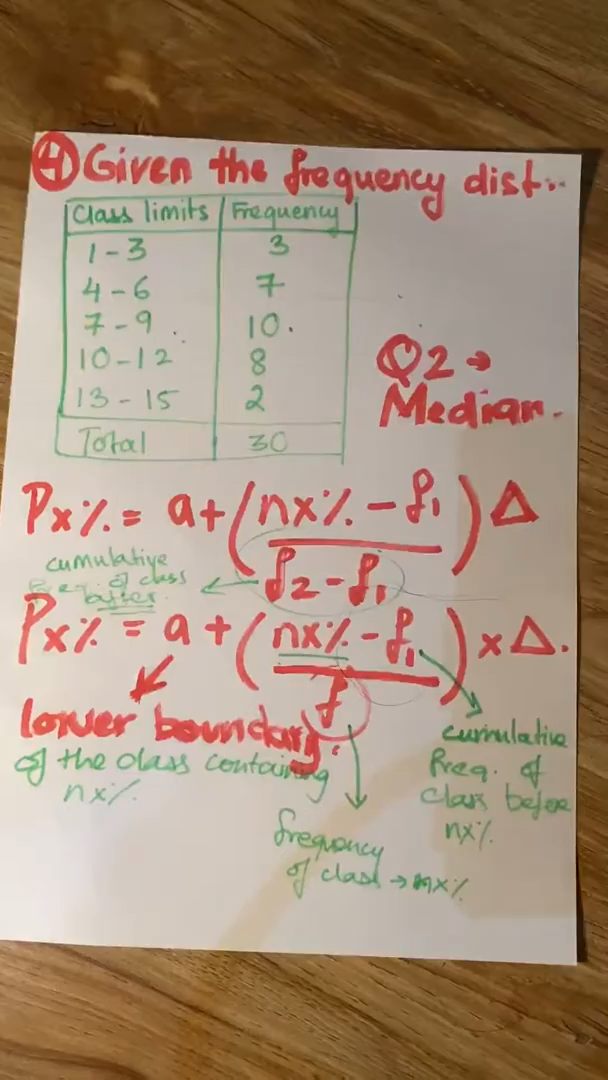 ④ Given the frequency dist..
Class limits Frequency
1-3 3
4-6 7
7-9 10
10-12 8
13-15 2
Total 30
Q2→
Median.
Px% = a+(nx% - f₁ / f₂ - f₁) Δ
cumulative
of class
after
Px% = a + (nx% - f₁ / f) × Δ.
lower boundary.
of the class containing
nx%
cumulative
freq. of
class before
nx%
frequency
of class → nx%